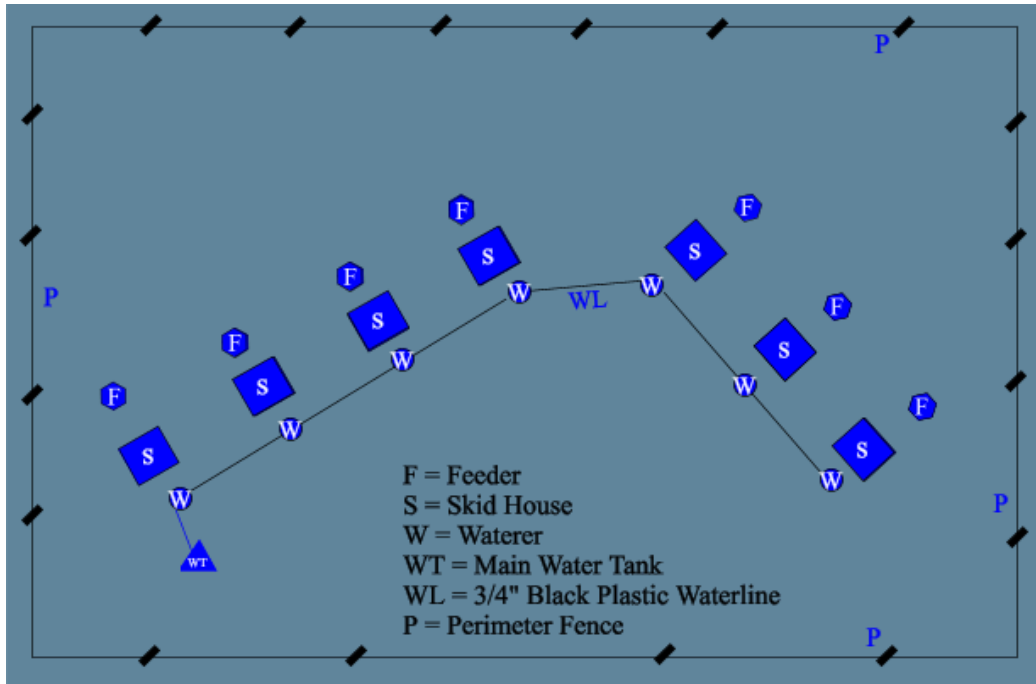 P
F
F
S
S
F
W
W
WL
P
F
F
S
S
F
W
S
W
F
F
S
W
S
S
W
W
WT
P
P
F = Feeder
S = Skid House
W = Waterer
WT = Main Water Tank
WL = 3/4" Black Plastic Waterline
P = Perimeter Fence